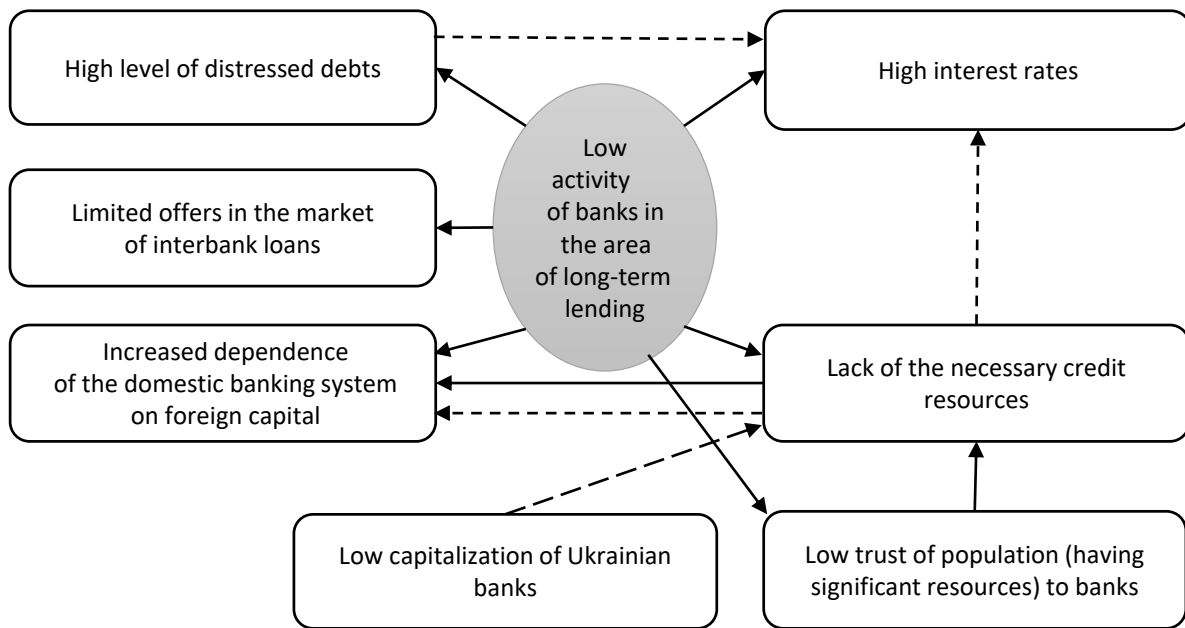 High level of distressed debts
High interest rates
Low
activity
of banks in
the area
of long-term
lending
Limited offers in the market
of interbank loans
Increased dependence
of the domestic banking system
on foreign capital
Lack of the necessary credit
resources
Low capitalization of Ukrainian
banks
Low trust of population (having
significant resources) to banks